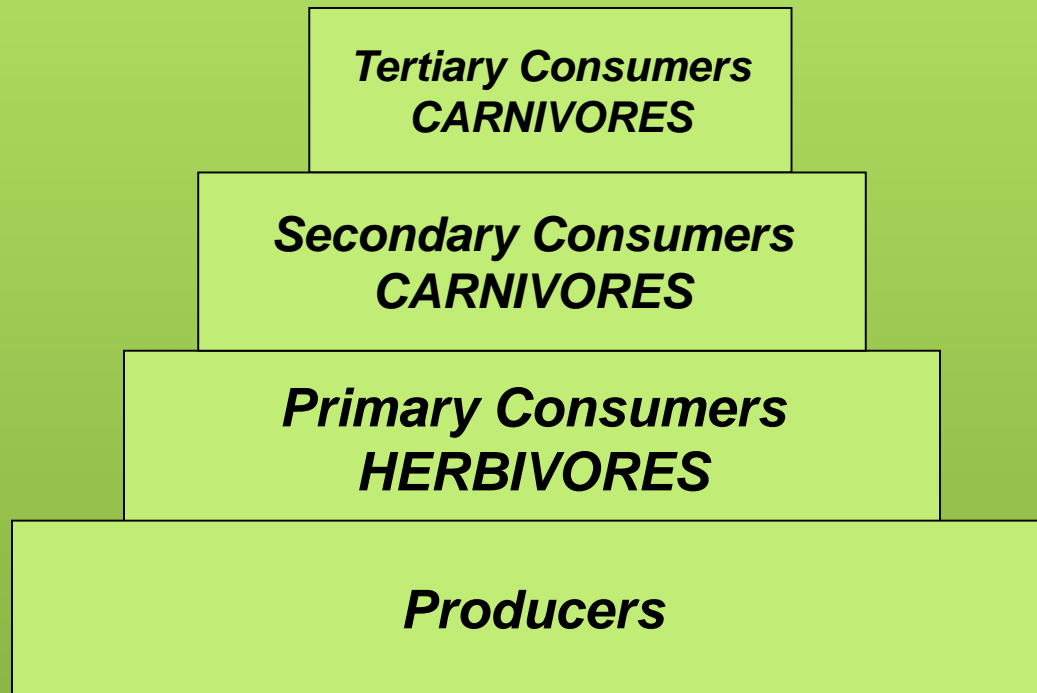 Tertiary Consumers
CARNIVORES
Secondary Consumers
CARNIVORES
Primary Consumers
HERBIVORES
Producers